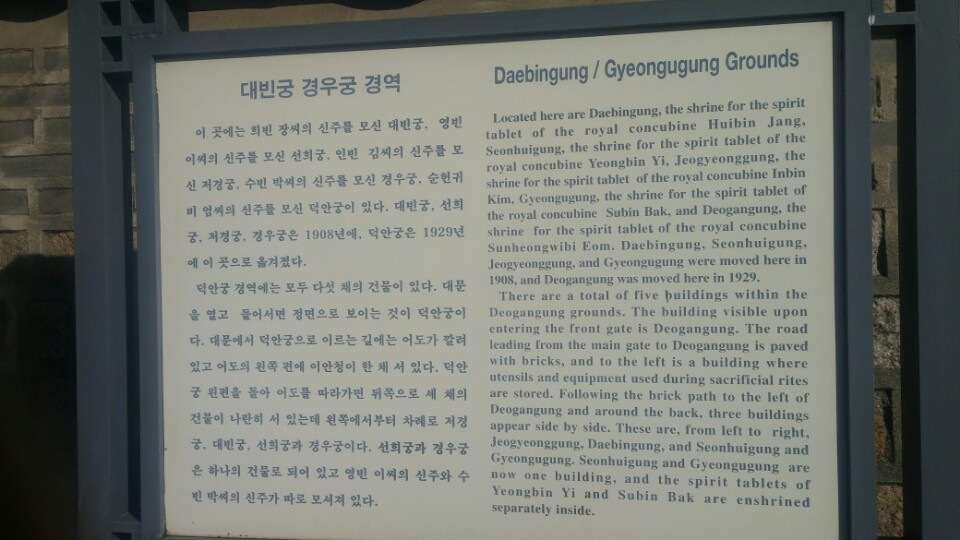 대빈궁 경우궁 경역
이 곳에는 희빈 장씨의 신주를 모신 대빈궁, 영빈
이씨의 신주를 모신 선희궁, 인빈 김씨의 신주를 모
신 저경궁, 수빈 박씨의 신주를 모신 경우궁, 순헌귀
비 엄씨의 신주를 모신 덕안궁이 있다. 대빈궁, 선희
궁, 저경궁, 경우궁은 1908년에, 덕안궁은 1929년
에 이 곳으로 옮겨졌다.
덕안궁 경역에는 모두 다섯 채의 건물이 있다. 대문
을 열고 들어서면 정면으로 보이는 것이 덕안궁이
다. 대문에서 덕안궁으로 이르는 길에는 어도가 깔려
있고 어도의 왼쪽 편에 이안청이 한 채 서 있다. 덕안
궁 왼편을 돌아 어도를 따라가면 뒤쪽으로 세 채의
건물이 나란히 서 있는데 왼쪽에서부터 차례로 저경
궁, 대빈궁, 선희궁과 경우궁이다. 선희궁과 경우궁
은 하나의 건물로 되어 있고 영빈 이씨의 신주와 수
빈 박씨의 신주가 따로 모셔져 있다.
Daebingung / Gyeongugung Grounds
Located here are Daebingung, the shrine for the spirit
tablet of the royal concubine Huibin Jang,
Seonhuigung, the shrine for the spirit tablet of the
royal concubine Yeongbin Yi, Jeogyeonggung, the
shrine for the spirit tablet of the royal concubine Inbin
Kim, Gyeongugung, the shrine for the spirit tablet of
the royal concubine Subin Bak, and Deogangung, the
shrine for the spirit tablet of the royal concubine
Sunheongwibi Eom. Daebingung, Seonhuigung,
Jeogyeonggung, and Gyeongugung were moved here in
1908, and Deogangung was moved here in 1929.
There are a total of five buildings within the
Deogangung grounds. The building visible upon
entering the front gate is Deogangung. The road
leading from the main gate to Deogangung is paved
with bricks, and to the left is a building where
utensils and equipment used during sacrificial rites
are stored. Following the brick path to the left of
Deogangung and around the back, three buildings
appear side by side. These are, from left to right,
Jeogyeonggung, Daebingung, and Seonhuigung and
Gyeongugung. Seonhuigung and Gyeongugung are
now one building, and the spirit tablets of
Yeongbin Yi and Subin Bak are enshrined
separately inside.